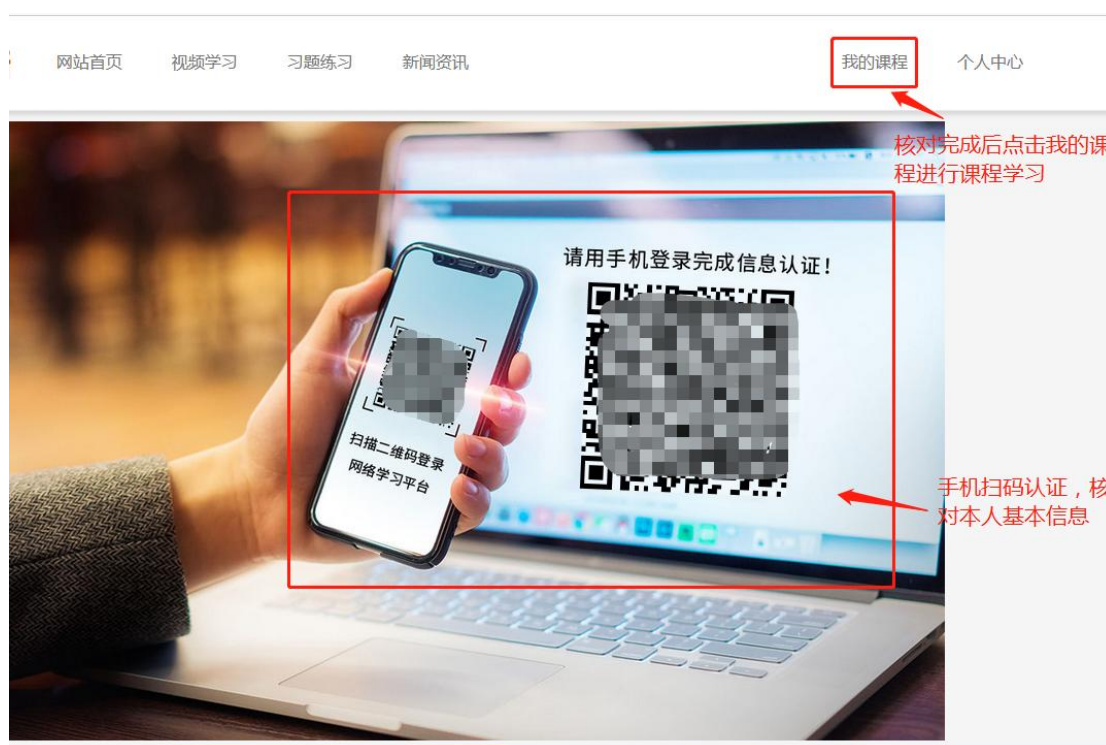 网站首页
视频学习
习题练习
新闻资讯
我的课程
个人中心
核对完成后点击我的课
程进行课程学习
请用手机登录完成信息认证！
扫描二维码登录
网络学习平台
手机扫码认证，核
对本人基本信息